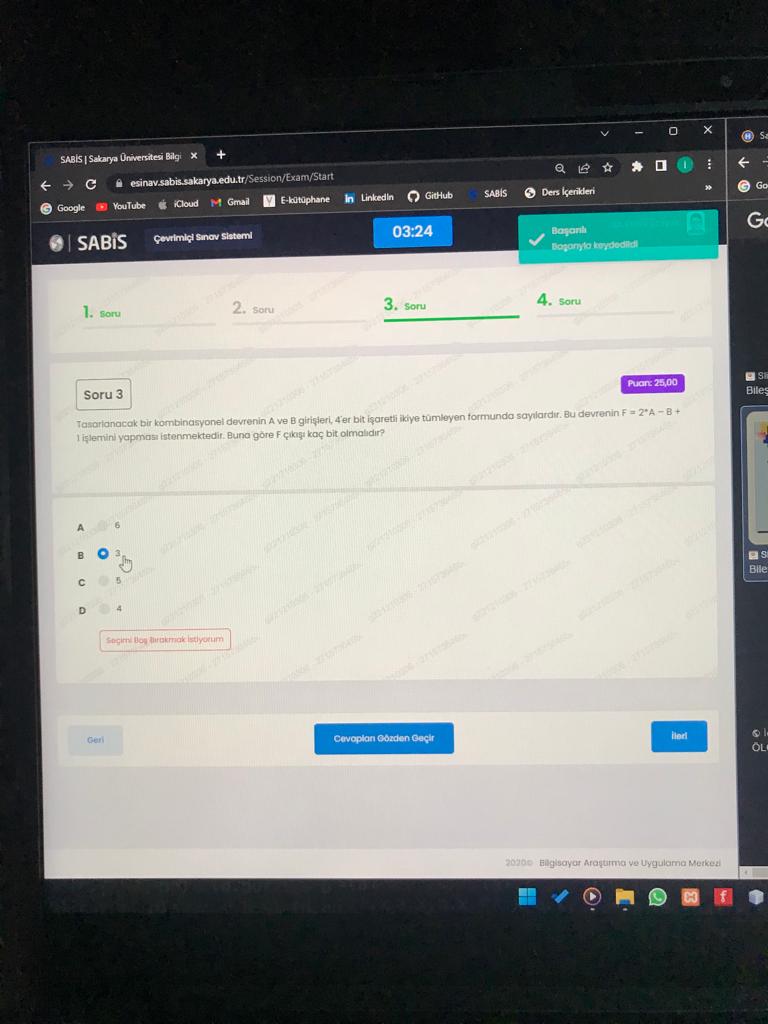 SABİS | Sakarya Üniversitesi Bilgi
esinav.sabis.sakarya.edu.tr/Session/Exam/Start
Google YouTube iCloud Gmail E-kütüphane LinkedIn GitHub SABİS Ders İçerikleri »
SABİS Çevrimiçi Sınav Sistemi 03:24
Başarılı
Başarıyla keydedildi
1. Soru 2. Soru 3. Soru 4. Soru
Soru 3 Puan: 25,00
Tasarlanacak bir kombinasyonel devrenin A ve B girişleri, 4'er bit işaretli ikiye tümleyen formunda sayılardır. Bu devrenin F = 2*A – B +
1 işlemini yapması istenmektedir. Buna göre F çıkışı kaç bit olmalıdır?
A 6
B 3
C 5
D 4
Seçimi Boş Bırakmak İstiyorum
Geri Cevapları Gözden Geçir İleri
2020© Bilgisayar Araştırma ve Uygulama Merkezi